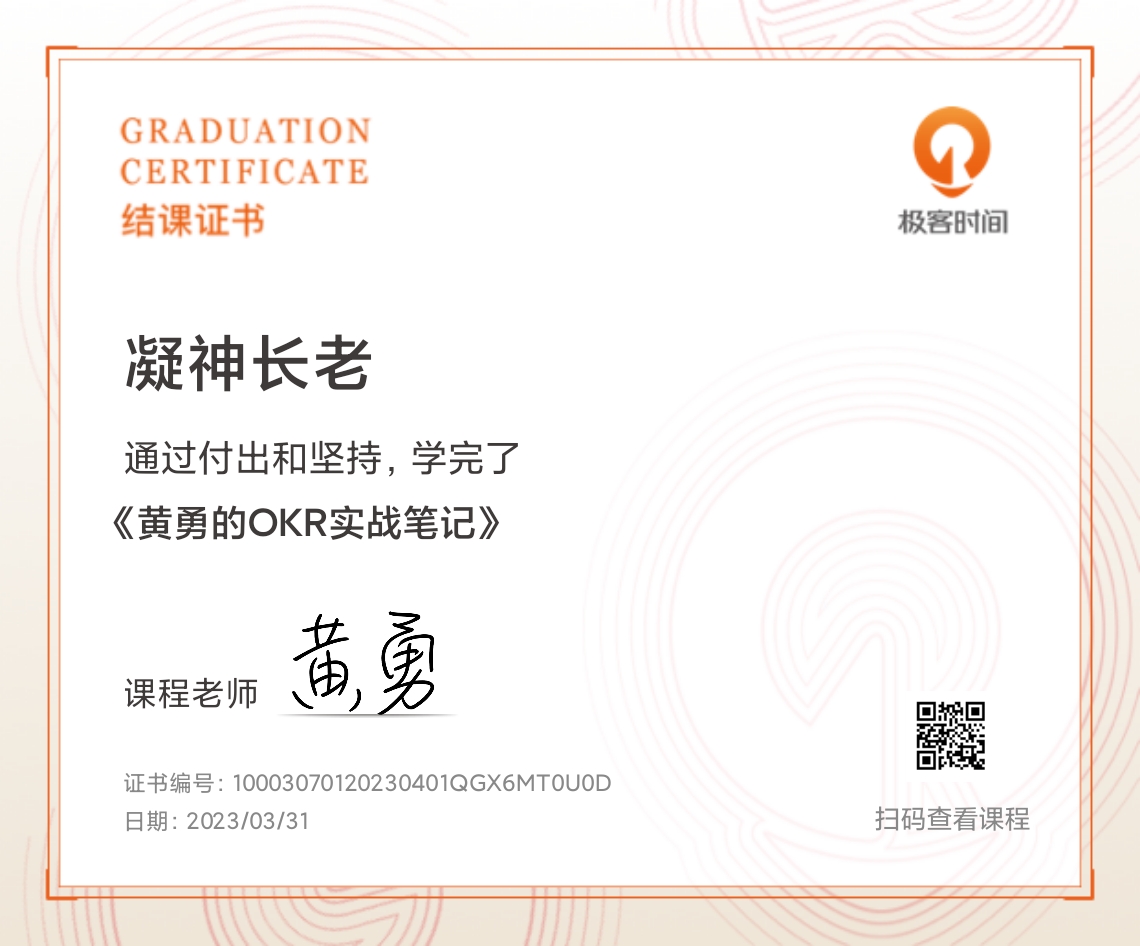 GRADUATION
CERTIFICATE
结课证书
极客时间
凝神长老
通过付出和坚持，学完了
《黄勇的OKR实战笔记》
课程老师 黄勇
证书编号：10003070120230401QGX6MT0U0D
日期：2023/03/31
扫码查看课程